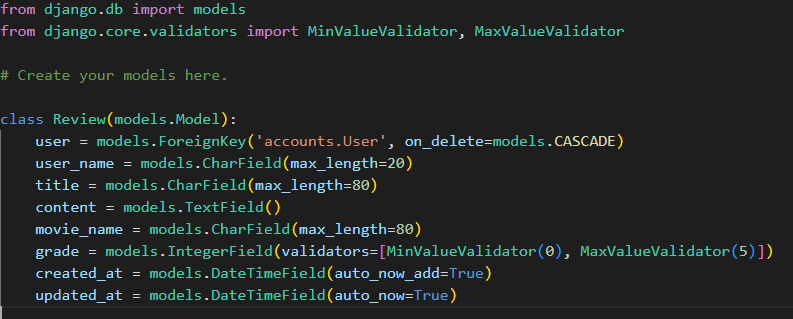 from django.db import models
from django.core.validators import MinValueValidator, MaxValueValidator

# Create your models here.

class Review(models.Model):
    user = models.ForeignKey('accounts.User', on_delete=models.CASCADE)
    user_name = models.CharField(max_length=20)
    title = models.CharField(max_length=80)
    content = models.TextField()
    movie_name = models.CharField(max_length=80)
    grade = models.IntegerField(validators=[MinValueValidator(0), MaxValueValidator(5)])
    created_at = models.DateTimeField(auto_now_add=True)
    updated_at = models.DateTimeField(auto_now=True)